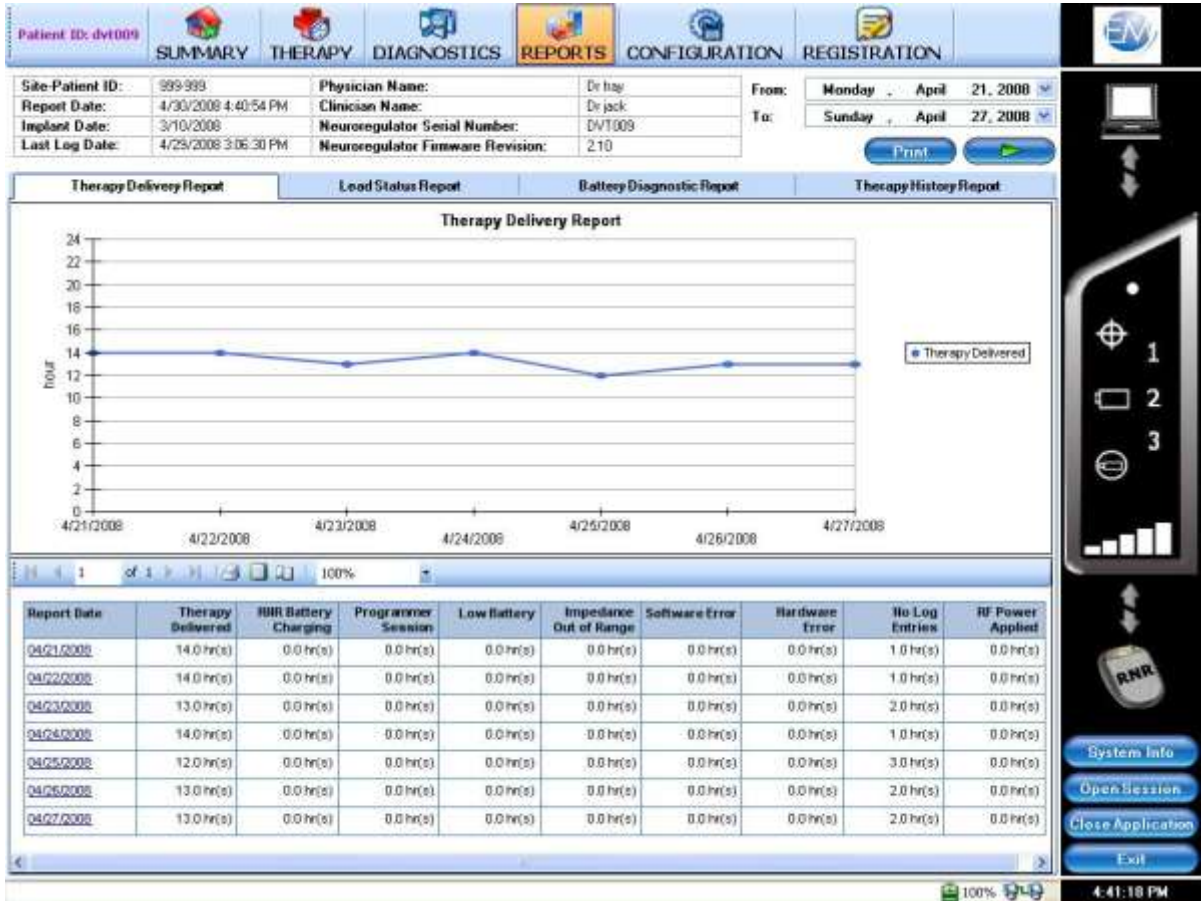 Patient ID: dvt009
SUMMARY THERAPY DIAGNOSTICS REPORTS CONFIGURATION REGISTRATION
EM
Site-Patient ID: 999-999 Physician Name: Dr hay
Report Date: 4/30/2008 4:40:54 PM Clinician Name: Dr jack
Implant Date: 3/10/2008 Neuroregulator Serial Number: DVT009
Last Log Date: 4/29/2008 3:06:30 PM Neuroregulator Firmware Revision: 2.10
From: Monday , April 21, 2008
To: Sunday , April 27, 2008
Print
Therapy Delivery Report Lead Status Report Battery Diagnostic Report Therapy History Report
Therapy Delivery Report
24
22
20
18
16
14
12
10
8
6
4
2
0
hour
Therapy Delivered
4/21/2008 4/22/2008 4/23/2008 4/24/2008 4/25/2008 4/26/2008 4/27/2008
1
2
3
1 of 1 100%
Report Date Therapy Delivered RNR Battery Charging Programmer Session Low Battery Impedance Out of Range Software Error Hardware Error No Log Entries RF Power Applied
04/21/2008 14.0 hr(s) 0.0 hr(s) 0.0 hr(s) 0.0 hr(s) 0.0 hr(s) 0.0 hr(s) 0.0 hr(s) 1.0 hr(s) 0.0 hr(s)
04/22/2008 14.0 hr(s) 0.0 hr(s) 0.0 hr(s) 0.0 hr(s) 0.0 hr(s) 0.0 hr(s) 0.0 hr(s) 1.0 hr(s) 0.0 hr(s)
04/23/2008 13.0 hr(s) 0.0 hr(s) 0.0 hr(s) 0.0 hr(s) 0.0 hr(s) 0.0 hr(s) 0.0 hr(s) 2.0 hr(s) 0.0 hr(s)
04/24/2008 14.0 hr(s) 0.0 hr(s) 0.0 hr(s) 0.0 hr(s) 0.0 hr(s) 0.0 hr(s) 0.0 hr(s) 1.0 hr(s) 0.0 hr(s)
04/25/2008 12.0 hr(s) 0.0 hr(s) 0.0 hr(s) 0.0 hr(s) 0.0 hr(s) 0.0 hr(s) 0.0 hr(s) 3.0 hr(s) 0.0 hr(s)
04/26/2008 13.0 hr(s) 0.0 hr(s) 0.0 hr(s) 0.0 hr(s) 0.0 hr(s) 0.0 hr(s) 0.0 hr(s) 2.0 hr(s) 0.0 hr(s)
04/27/2008 13.0 hr(s) 0.0 hr(s) 0.0 hr(s) 0.0 hr(s) 0.0 hr(s) 0.0 hr(s) 0.0 hr(s) 2.0 hr(s) 0.0 hr(s)
RNR
System Info
Open Session
Close Application
Exit
100%
4:41:18 PM